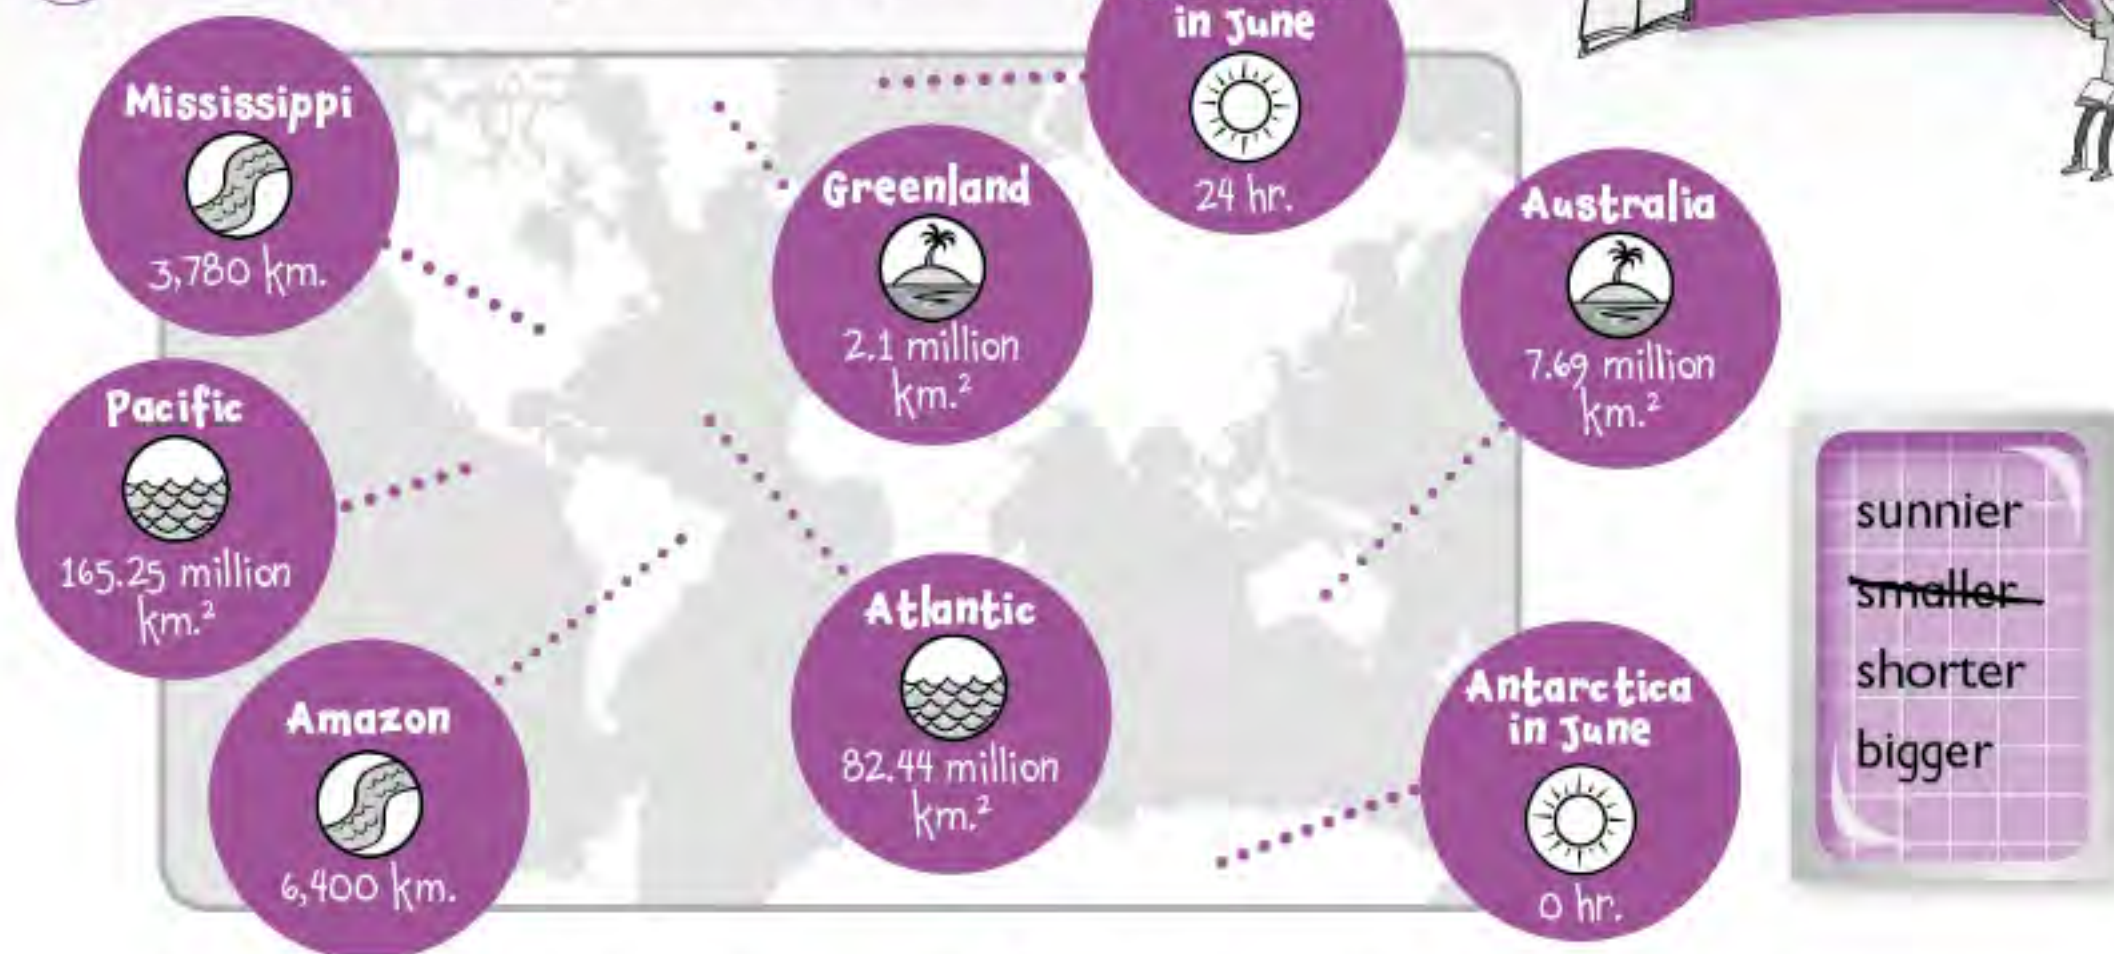 in June
24 hr.
Mississippi
3,780 km.
Greenland
2.1 million
km.²
Australia
7.69 million
km.²
Pacific
165.25 million
km.²
Atlantic
82.44 million
km.²
Amazon
6,400 km.
Antarctica
in June
0 hr.
sunnier
smaller
shorter
bigger